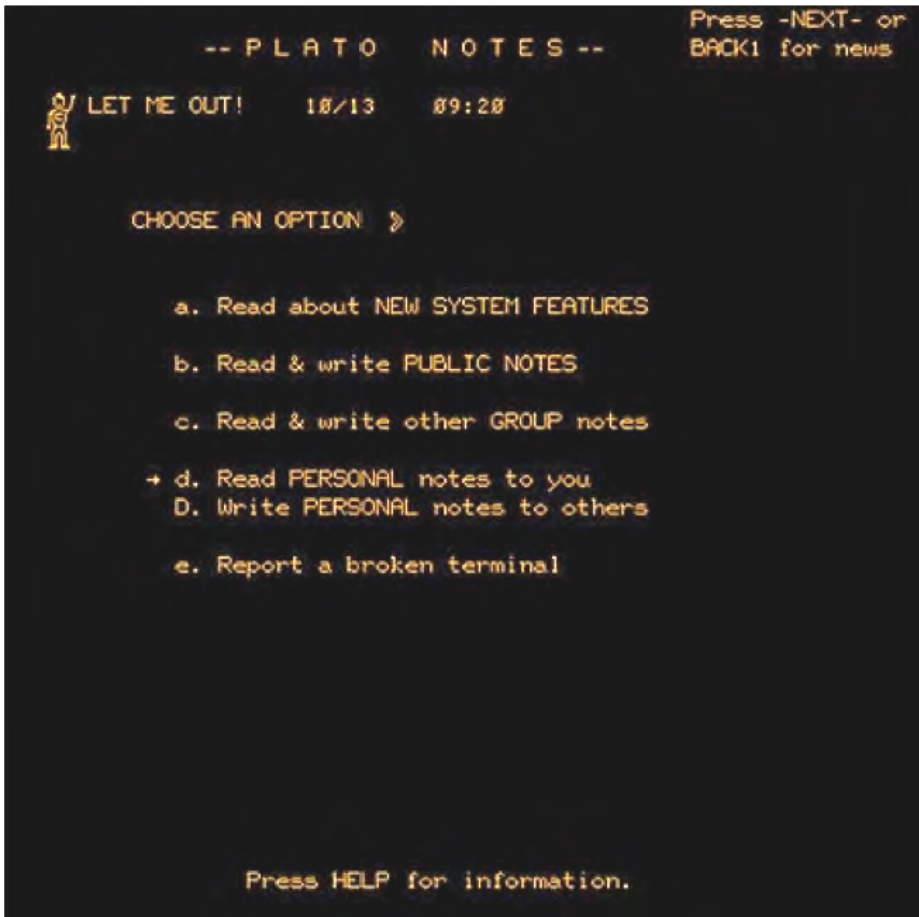 Press -NEXT- or
--PLATO NOTES-- BACK1 for news
LET ME OUT! 10/13 09:20
CHOOSE AN OPTION >
a. Read about NEW SYSTEM FEATURES
b. Read & write PUBLIC NOTES
c. Read & write other GROUP notes
→ d. Read PERSONAL notes to you
D. Write PERSONAL notes to others
e. Report a broken terminal
Press HELP for information.